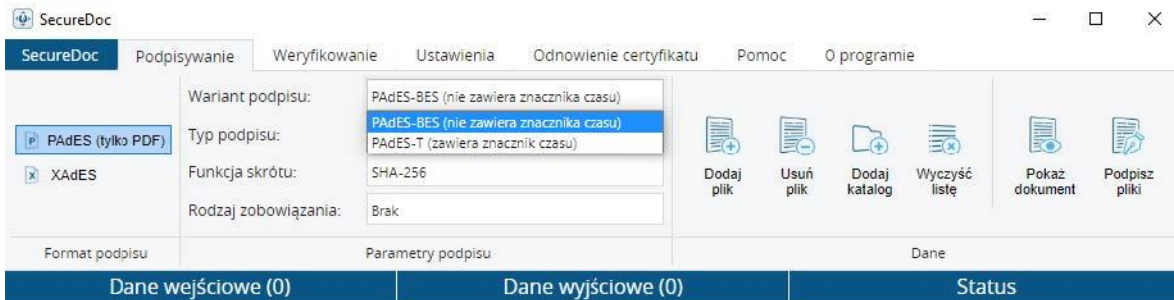 SecureDoc
SecureDoc Podpisywanie Weryfikowanie Ustawienia Odnowienie certyfikatu Pomoc O programie
PAdES (tylko PDF)
XAdES
Format podpisu
Wariant podpisu: PAdES-BES (nie zawiera znacznika czasu)
PAdES-BES (nie zawiera znacznika czasu)
Typ podpisu: PAdES-T (zawiera znacznik czasu)
Funkcja skrótu: SHA-256
Rodzaj zobowiązania: Brak
Parametry podpisu
Dodaj plik
Usuń plik
Dodaj katalog
Wyczyść listę
Pokaż dokument
Podpisz pliki
Dane
Dane wejściowe (0) Dane wyjściowe (0) Status